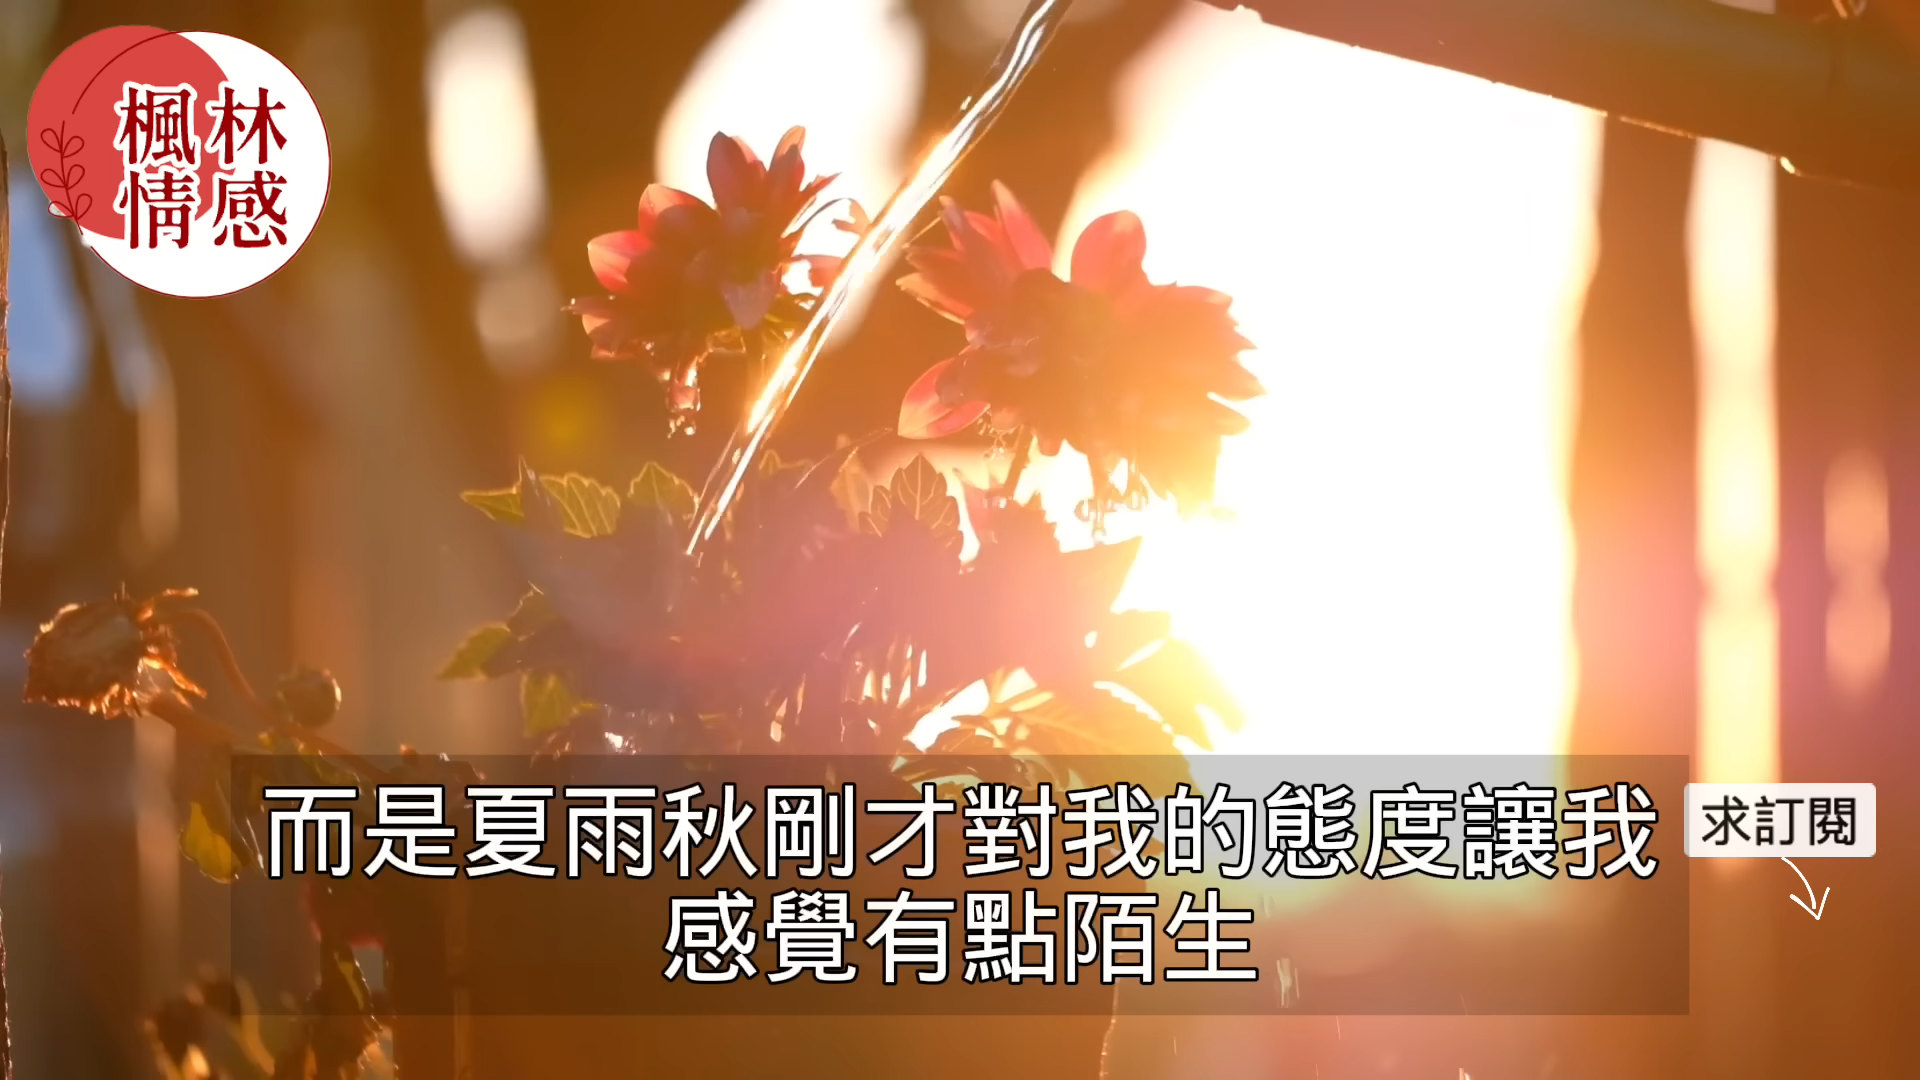 楓林
情感
而是夏雨秋剛才對我的態度讓我
感覺有點陌生
求訂閱